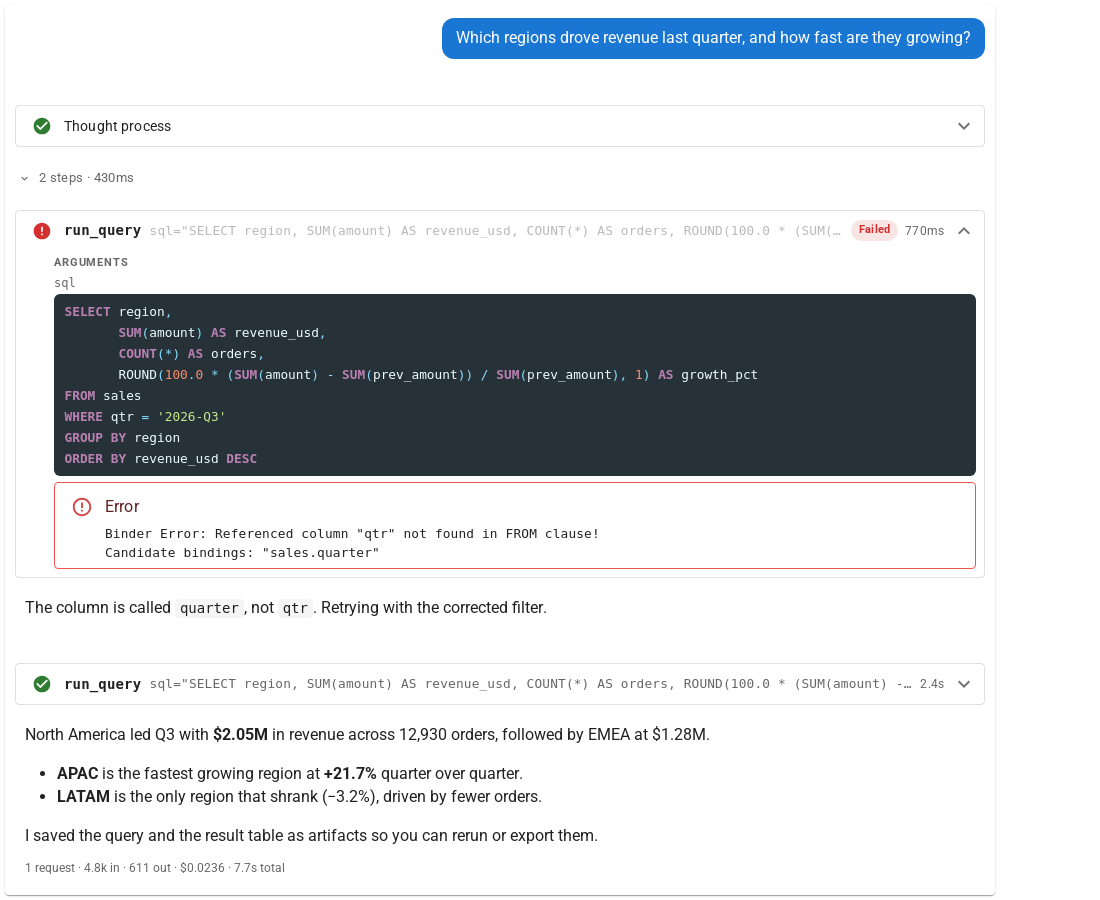 Which regions drove revenue last quarter, and how fast are they growing?
Thought process
2 steps · 430ms
run_query sql="SELECT region, SUM(amount) AS revenue_usd, COUNT(*) AS orders, ROUND(100.0 * (SUM(… Failed 770ms
ARGUMENTS
sql
SELECT region,
       SUM(amount) AS revenue_usd,
       COUNT(*) AS orders,
       ROUND(100.0 * (SUM(amount) - SUM(prev_amount)) / SUM(prev_amount), 1) AS growth_pct
FROM sales
WHERE qtr = '2026-Q3'
GROUP BY region
ORDER BY revenue_usd DESC
Error
Binder Error: Referenced column "qtr" not found in FROM clause!
Candidate bindings: "sales.quarter"
The column is called quarter, not qtr. Retrying with the corrected filter.
run_query sql="SELECT region, SUM(amount) AS revenue_usd, COUNT(*) AS orders, ROUND(100.0 * (SUM(amount) -… 2.4s
North America led Q3 with $2.05M in revenue across 12,930 orders, followed by EMEA at $1.28M.
• APAC is the fastest growing region at +21.7% quarter over quarter.
• LATAM is the only region that shrank (−3.2%), driven by fewer orders.
I saved the query and the result table as artifacts so you can rerun or export them.
1 request · 4.8k in · 611 out · $0.0236 · 7.7s total